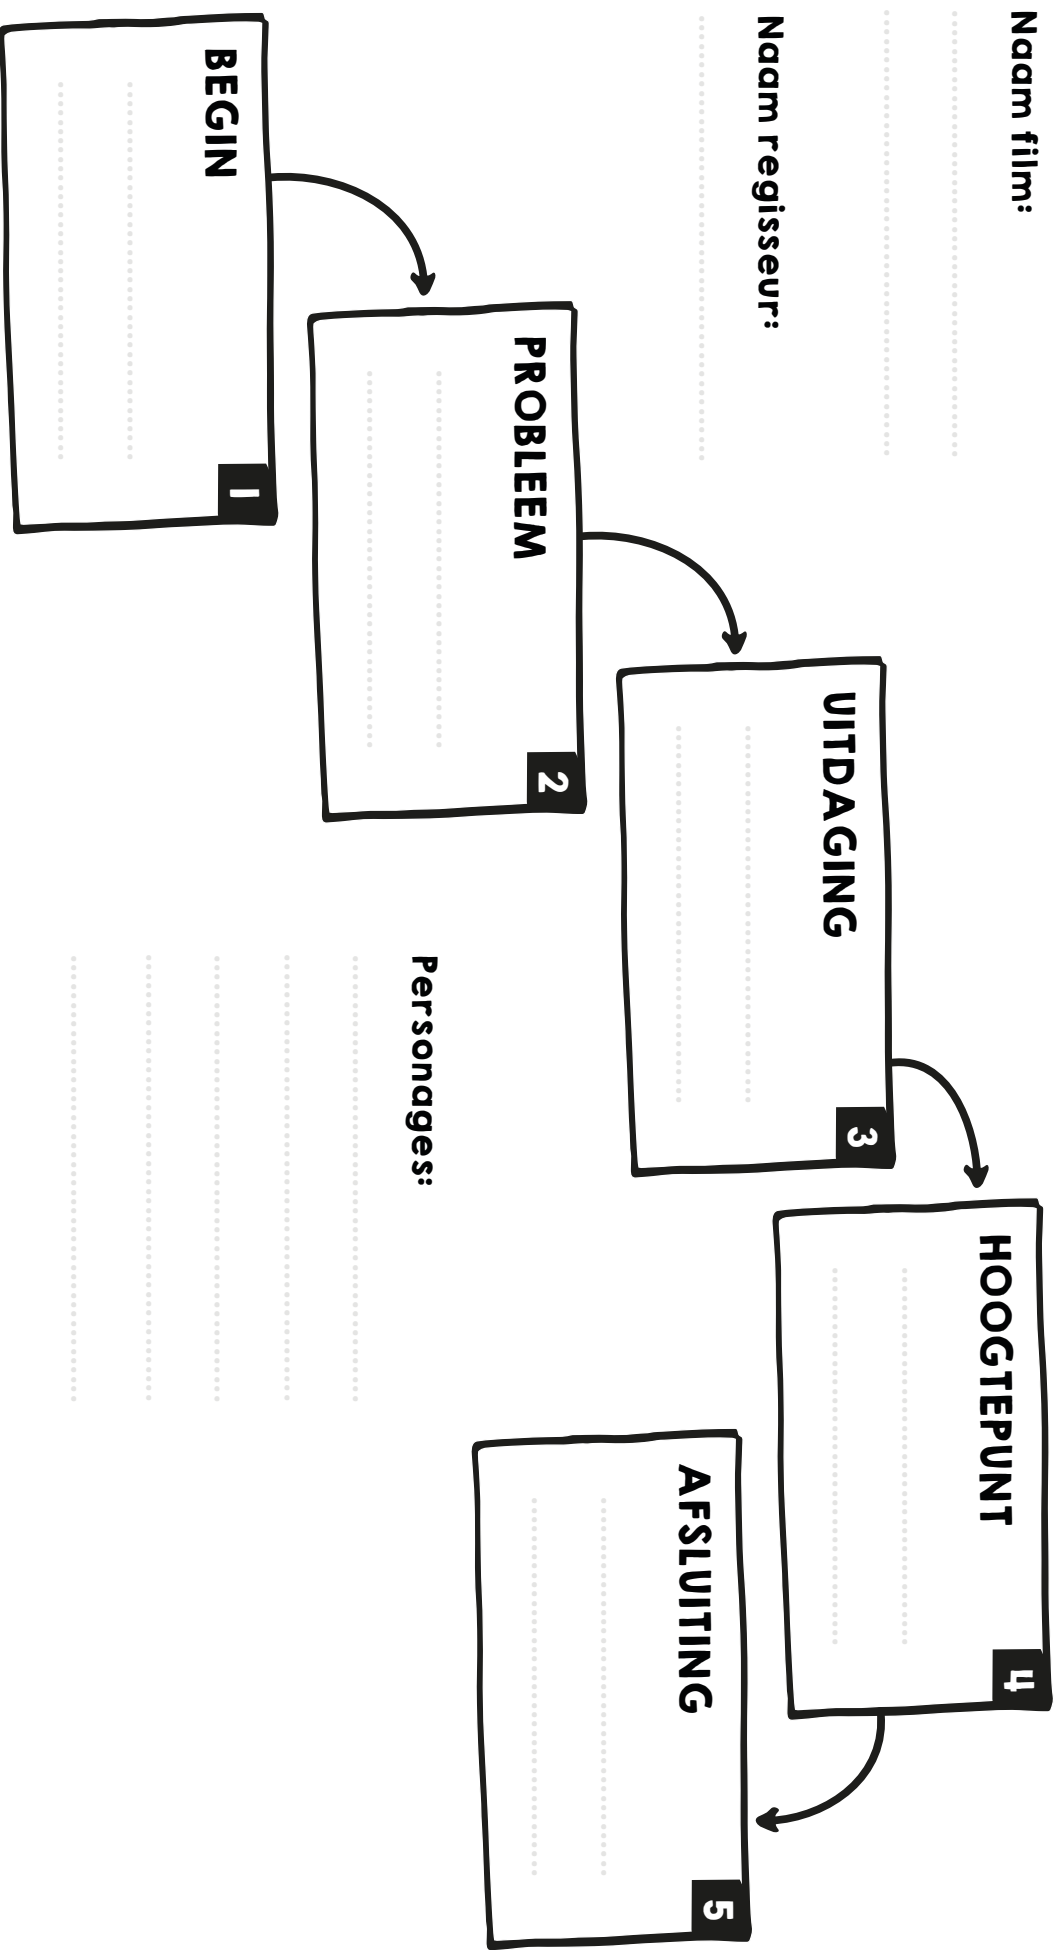 Naam film:
Naam regisseur:
BEGIN
1
PROBLEEM
2
UITDAGING
3
HOOGTEPUNT
4
AFSLUITING
5
Personages: